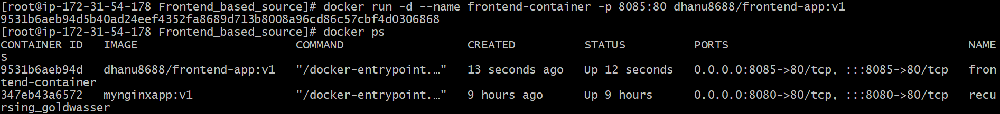 [root@ip-172-31-54-178 Frontend_based_source]# docker run -d --name frontend-container -p 8085:80 dhanu8688/frontend-app:v1
9531b6aeb94d5b40ad24eef4352fa8689d713b8008a96cd86c57cbf4d0306868
[root@ip-172-31-54-178 Frontend_based_source]# docker ps
CONTAINER ID   IMAGE                       COMMAND                  CREATED          STATUS          PORTS                                   NAME
S
9531b6aeb94d   dhanu8688/frontend-app:v1   "/docker-entrypoint.…"   13 seconds ago   Up 12 seconds   0.0.0.0:8085->80/tcp, :::8085->80/tcp   fron
tend-container
347eb43a6572   mynginxapp:v1               "/docker-entrypoint.…"   9 hours ago      Up 9 hours      0.0.0.0:8080->80/tcp, :::8080->80/tcp   recu
rsing_goldwasser